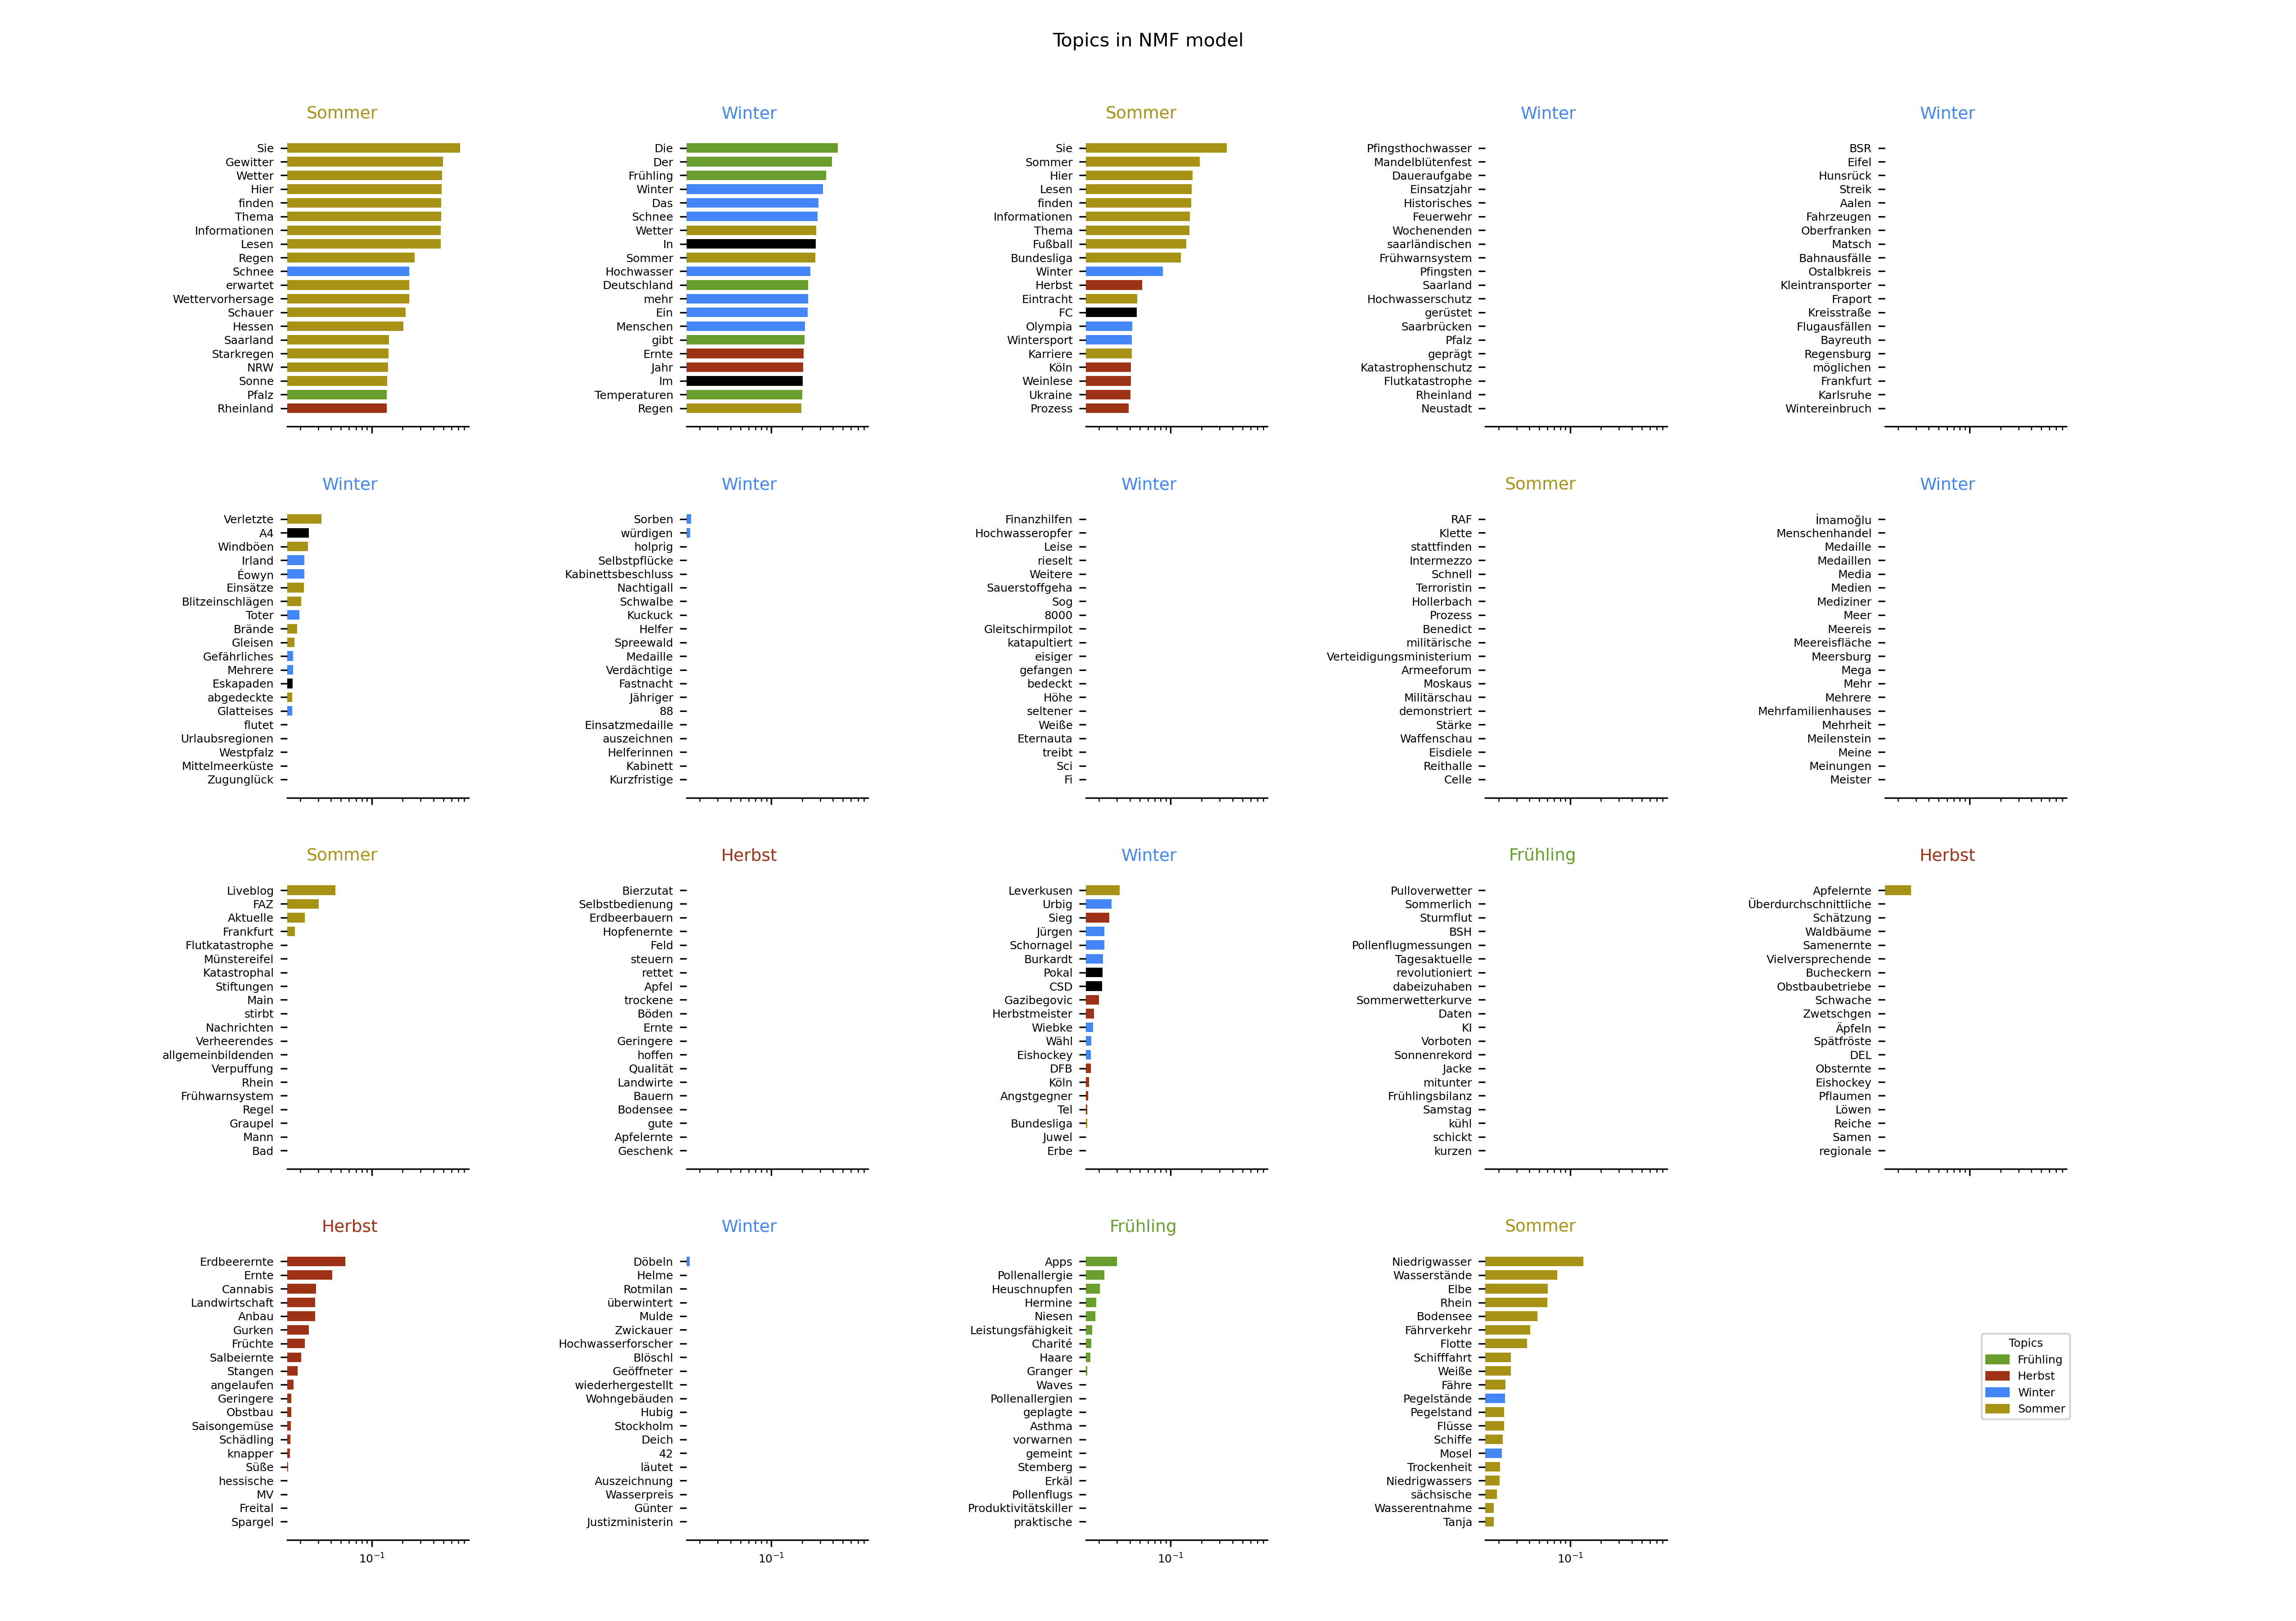 Topics in NMF model
Sommer
Sie
Gewitter
Wetter
Hier
finden
Thema
Informationen
Lesen
Regen
Schnee
erwartet
Wettervorhersage
Schauer
Hessen
Saarland
Starkregen
NRW
Sonne
Pfalz
Rheinland
Winter
Die
Der
Frühling
Winter
Das
Schnee
Wetter
In
Sommer
Hochwasser
Deutschland
mehr
Ein
Menschen
gibt
Ernte
Jahr
Im
Temperaturen
Regen
Sommer
Sie
Sommer
Hier
Lesen
finden
Informationen
Thema
Fußball
Bundesliga
Winter
Herbst
Eintracht
FC
Olympia
Wintersport
Karriere
Köln
Weinlese
Ukraine
Prozess
Winter
Pfingsthochwasser
Mandelblütenfest
Daueraufgabe
Einsatzjahr
Historisches
Feuerwehr
Wochenenden
saarländischen
Frühwarnsystem
Pfingsten
Saarland
Hochwasserschutz
gerüstet
Saarbrücken
Pfalz
geprägt
Katastrophenschutz
Flutkatastrophe
Rheinland
Neustadt
Winter
BSR
Eifel
Hunsrück
Streik
Aalen
Fahrzeugen
Oberfranken
Matsch
Bahnausfälle
Ostalbkreis
Kleintransporter
Fraport
Kreisstraße
Flugausfällen
Bayreuth
Regensburg
möglichen
Frankfurt
Karlsruhe
Wintereinbruch
Winter
Verletzte
A4
Windböen
Irland
Éowyn
Einsätze
Blitzeinschlägen
Toter
Brände
Gleisen
Gefährliches
Mehrere
Eskapaden
abgedeckte
Glatteises
flutet
Urlaubsregionen
Westpfalz
Mittelmeerküste
Zugunglück
Winter
Sorben
würdigen
holprig
Selbstpflücke
Kabinettsbeschluss
Nachtigall
Schwalbe
Kuckuck
Helfer
Spreewald
Medaille
Verdächtige
Fastnacht
Jähriger
88
Einsatzmedaille
auszeichnen
Helferinnen
Kabinett
Kurzfristige
Winter
Finanzhilfen
Hochwasseropfer
Leise
rieselt
Weitere
Sauerstoffgeha
Sog
8000
Gleitschirmpilot
katapultiert
eisiger
gefangen
bedeckt
Höhe
seltener
Weiße
Eternauta
treibt
Sci
Fi
Sommer
RAF
Klette
stattfinden
Intermezzo
Schnell
Terroristin
Hollerbach
Prozess
Benedict
militärische
Verteidigungsministerium
Armeeforum
Moskaus
Militärschau
demonstriert
Stärke
Waffenschau
Eisdiele
Reithalle
Celle
Winter
İmamoğlu
Menschenhandel
Medaille
Medaillen
Media
Medien
Mediziner
Meer
Meereis
Meereisfläche
Meersburg
Mega
Mehr
Mehrere
Mehrfamilienhauses
Mehrheit
Meilenstein
Meine
Meinungen
Meister
Sommer
Liveblog
FAZ
Aktuelle
Frankfurt
Flutkatastrophe
Münstereifel
Katastrophal
Stiftungen
Main
stirbt
Nachrichten
Verheerendes
allgemeinbildenden
Verpuffung
Rhein
Frühwarnsystem
Regel
Graupel
Mann
Bad
Herbst
Bierzutat
Selbstbedienung
Erdbeerbauern
Hopfenernte
Feld
steuern
rettet
Apfel
trockene
Böden
Ernte
Geringere
hoffen
Qualität
Landwirte
Bauern
Bodensee
gute
Apfelernte
Geschenk
Winter
Leverkusen
Urbig
Sieg
Jürgen
Schornagel
Burkardt
Pokal
CSD
Gazibegovic
Herbstmeister
Wiebke
Wähl
Eishockey
DFB
Köln
Angstgegner
Tel
Bundesliga
Juwel
Erbe
Frühling
Pulloverwetter
Sommerlich
Sturmflut
BSH
Pollenflugmessungen
Tagesaktuelle
revolutioniert
dabeizuhaben
Sommerwetterkurve
Daten
KI
Vorboten
Sonnenrekord
Jacke
mitunter
Frühlingsbilanz
Samstag
kühl
schickt
kurzen
Herbst
Apfelernte
Überdurchschnittliche
Schätzung
Waldbäume
Samenernte
Vielversprechende
Bucheckern
Obstbaubetriebe
Schwache
Zwetschgen
Äpfeln
Spätfröste
DEL
Obsternte
Eishockey
Pflaumen
Löwen
Reiche
Samen
regionale
Herbst
Erdbeerernte
Ernte
Cannabis
Landwirtschaft
Anbau
Gurken
Früchte
Salbeiernte
Stangen
angelaufen
Geringere
Obstbau
Saisongemüse
Schädling
knapper
Süße
hessische
MV
Freital
Spargel
10⁻¹
Winter
Döbeln
Helme
Rotmilan
überwintert
Mulde
Zwickauer
Hochwasserforscher
Blöschl
Geöffneter
wiederhergestellt
Wohngebäuden
Hubig
Stockholm
Deich
42
läutet
Auszeichnung
Wasserpreis
Günter
Justizministerin
10⁻¹
Frühling
Apps
Pollenallergie
Heuschnupfen
Hermine
Niesen
Leistungsfähigkeit
Charité
Haare
Granger
Waves
Pollenallergien
geplagte
Asthma
vorwarnen
gemeint
Stemberg
Erkäl
Pollenflugs
Produktivitätskiller
praktische
10⁻¹
Sommer
Niedrigwasser
Wasserstände
Elbe
Rhein
Bodensee
Fährverkehr
Flotte
Schifffahrt
Weiße
Fähre
Pegelstände
Pegelstand
Flüsse
Schiffe
Mosel
Trockenheit
Niedrigwassers
sächsische
Wasserentnahme
Tanja
10⁻¹
Topics
Frühling
Herbst
Winter
Sommer